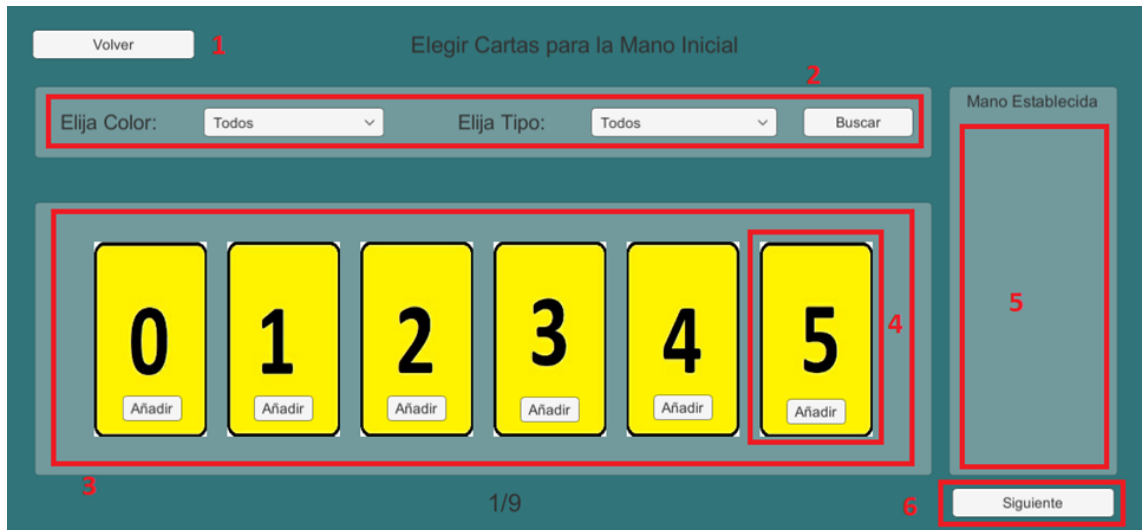 Volver 1 Elegir Cartas para la Mano Inicial
2
Elija Color: Todos Elija Tipo: Todos Buscar
Mano Establecida
0 1 2 3 4 5
Añadir Añadir Añadir Añadir Añadir Añadir
4
5
3
1/9
6 Siguiente